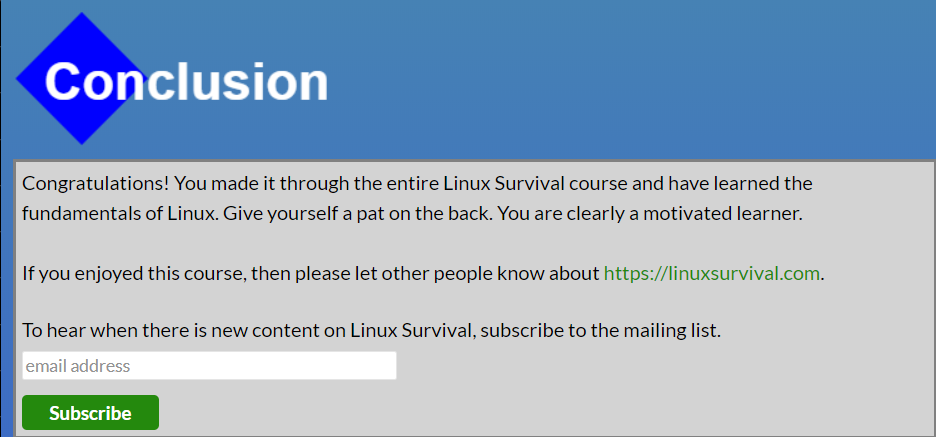 Conclusion
Congratulations! You made it through the entire Linux Survival course and have learned the
fundamentals of Linux. Give yourself a pat on the back. You are clearly a motivated learner.
If you enjoyed this course, then please let other people know about https://linuxsurvival.com.
To hear when there is new content on Linux Survival, subscribe to the mailing list.
email address
Subscribe